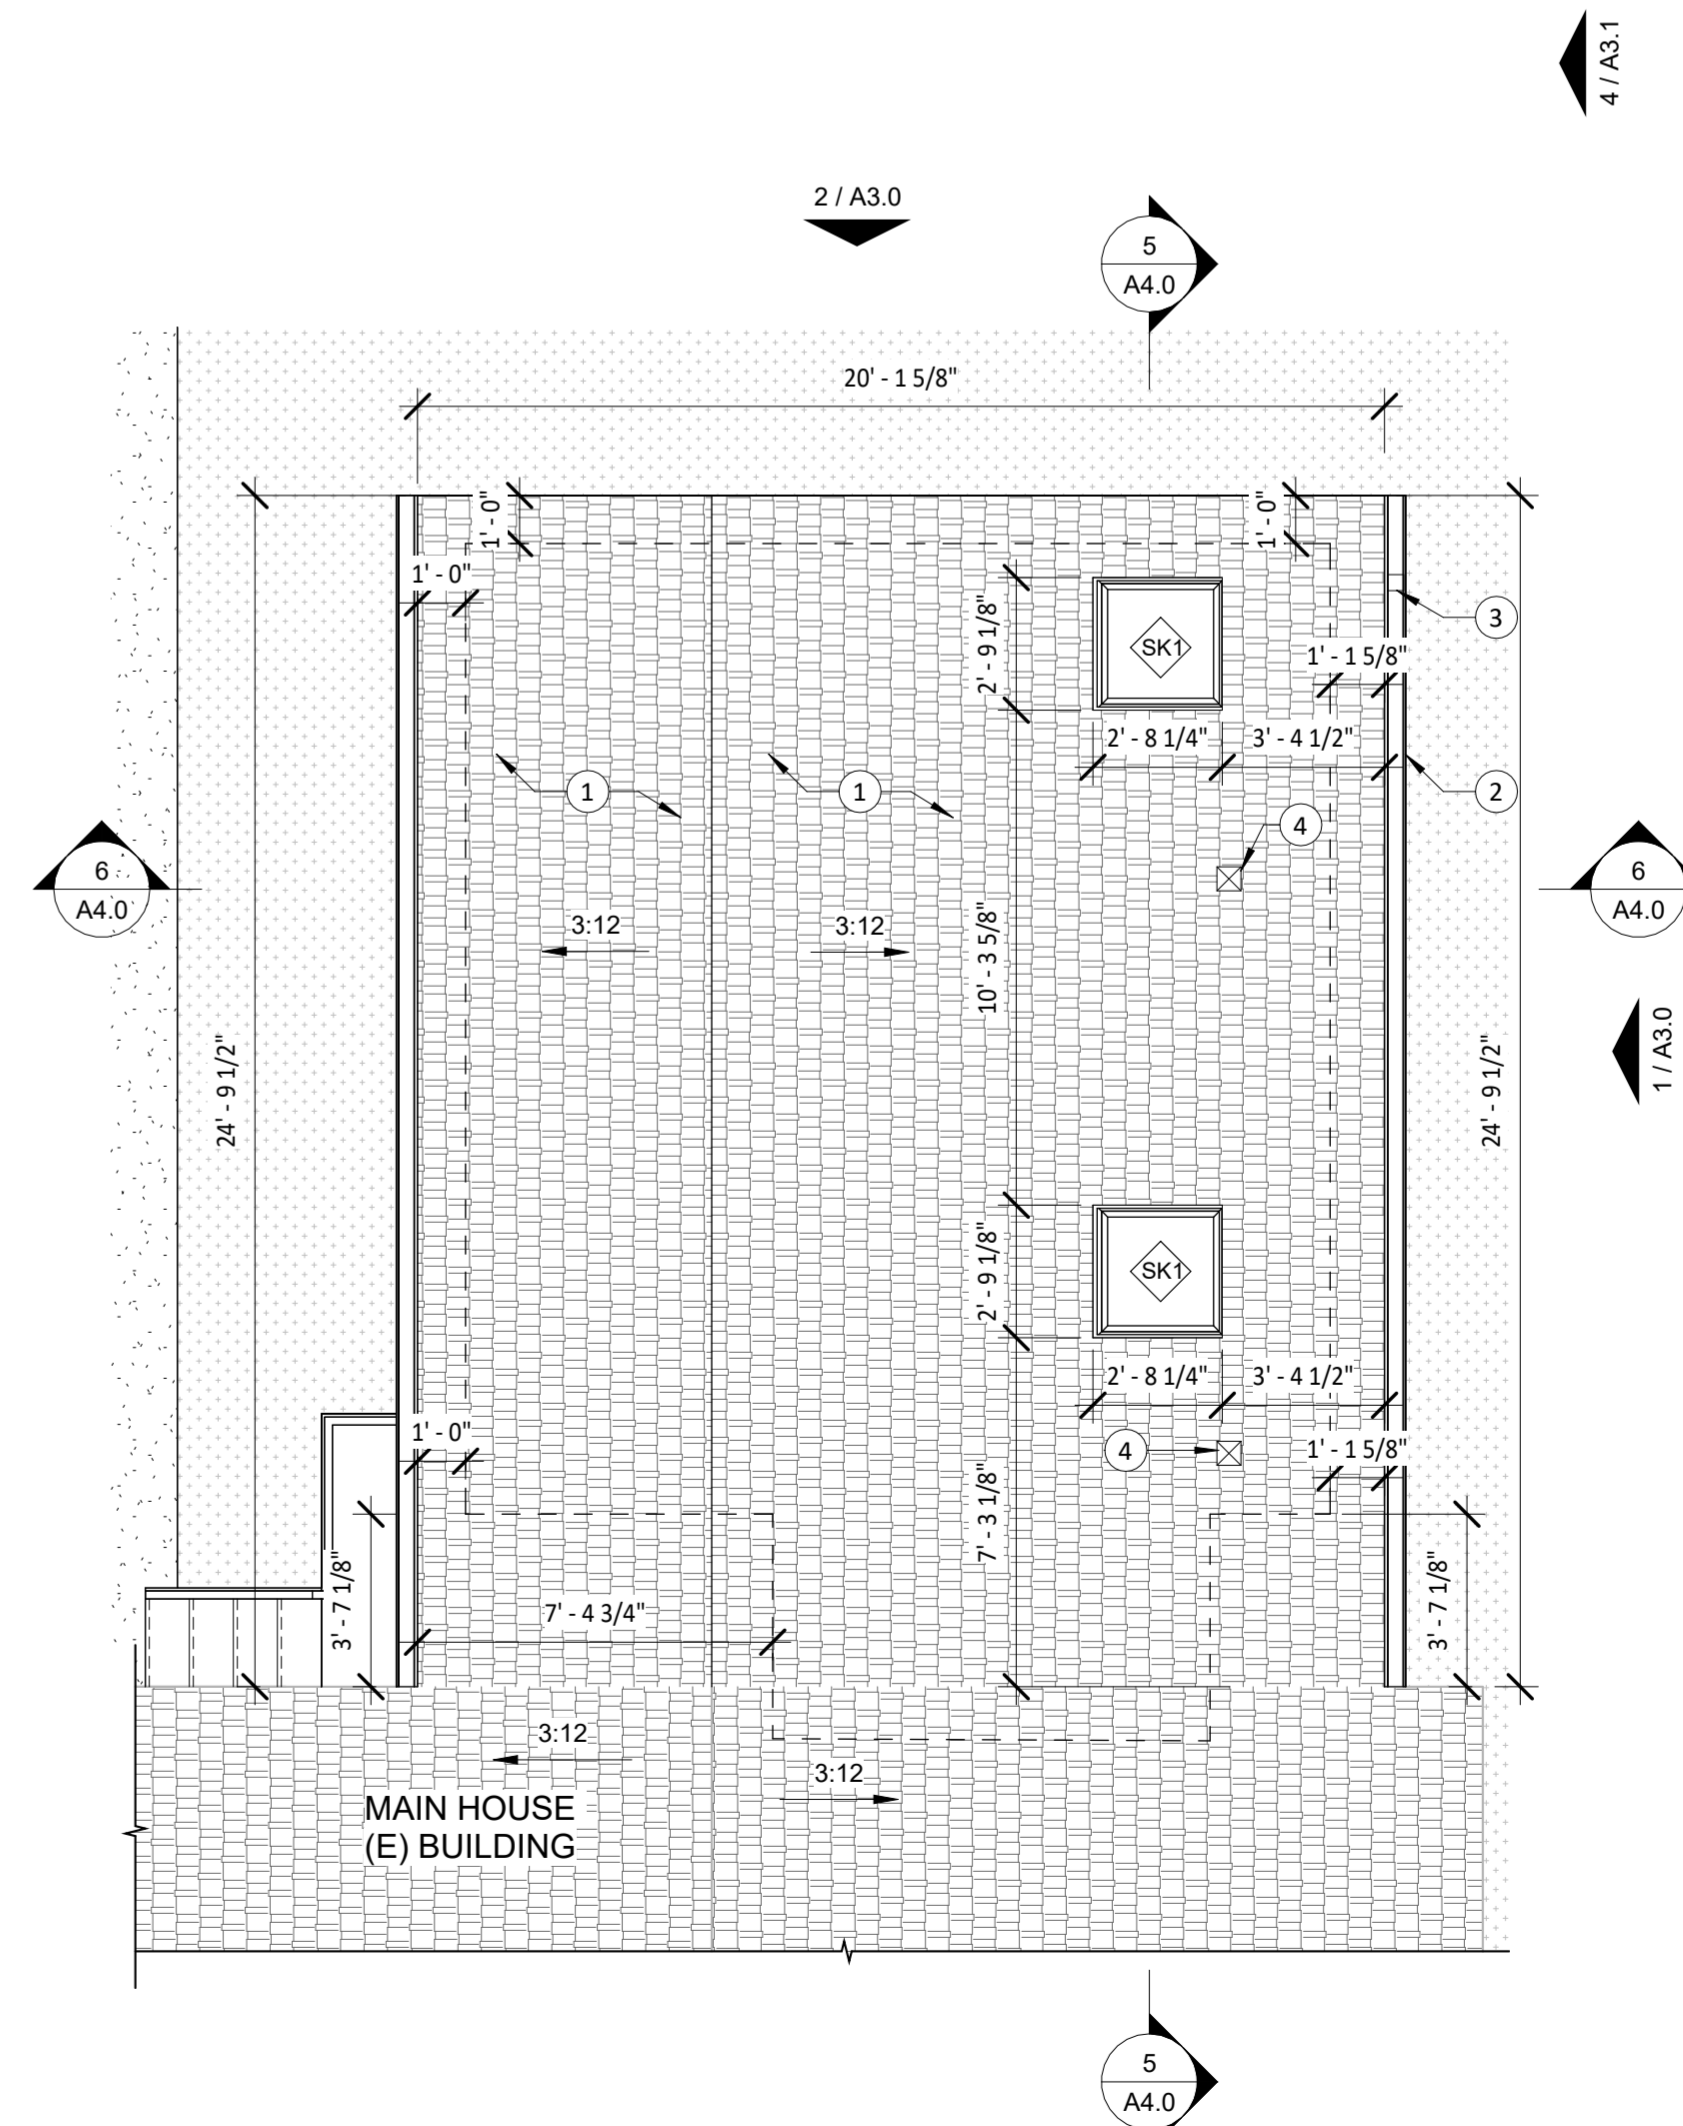 4 / A3.1
2 / A3.0
5
A4.0
20' - 1 5/8"
1' - 0"
1' - 0"
1' - 0"
2' - 9 1/8"
SK1
3
1' - 1 5/8"
2' - 8 1/4"
3' - 4 1/2"
1
1
2
4
6
A4.0
6
A4.0
3:12
3:12
10' - 3 5/8"
24' - 9 1/2"
24' - 9 1/2"
1 / A3.0
2' - 9 1/8"
SK1
2' - 8 1/4"
3' - 4 1/2"
1' - 0"
4
1' - 1 5/8"
7' - 3 1/8"
3' - 7 1/8"
7' - 4 3/4"
3' - 7 1/8"
3:12
3:12
MAIN HOUSE
(E) BUILDING
5
A4.0